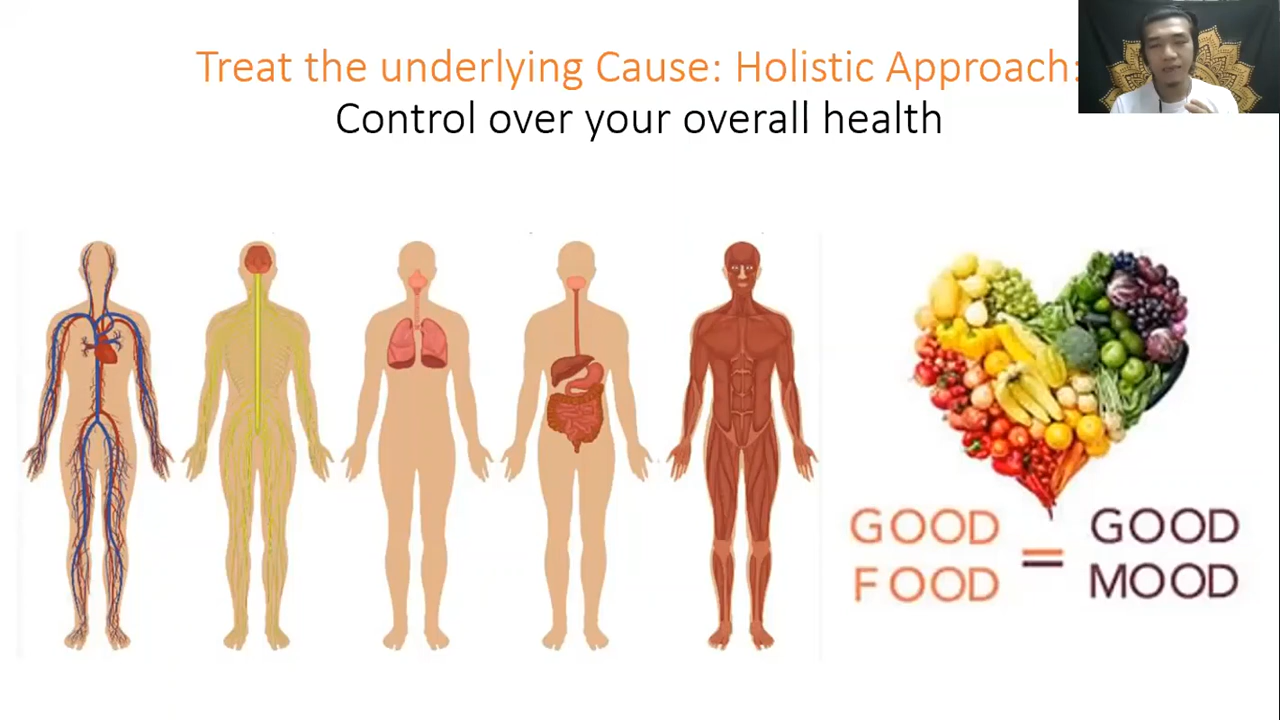 Treat the underlying Cause: Holistic Approach:
Control over your overall health
GOOD FOOD = GOOD MOOD